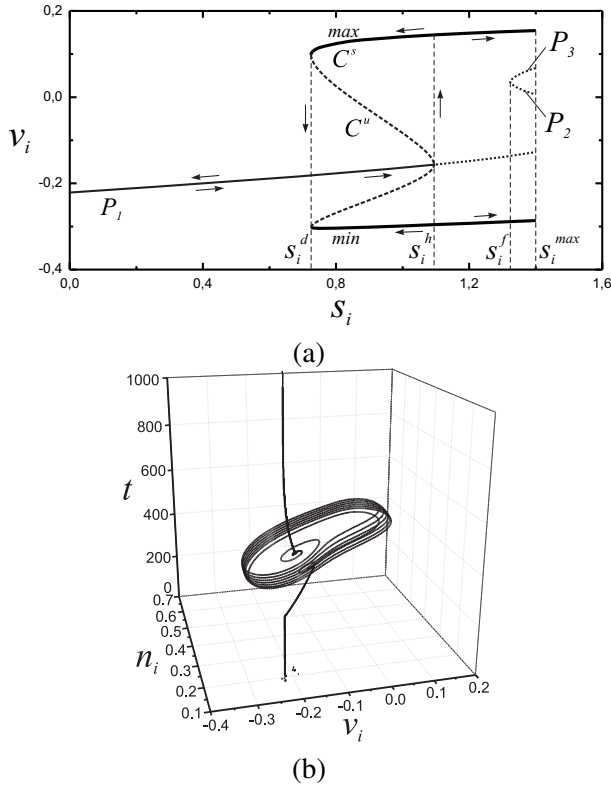 0,2
max
C^s
P_3
0,0
v_i
C^u
P_2
-0,2
P_1
min
s_i^d
s_i^h
s_i^f
s_i^max
-0,4
0,0 0,4 0,8 1,2 1,6
s_i
(a)
1000
800
600
t
400
200
0
0.7
0.6
0.5
n_i
0.4
0.3
0.2
0.1
-0.4 -0.3 -0.2 -0.1 0.0 0.1 0.2
v_i
(b)